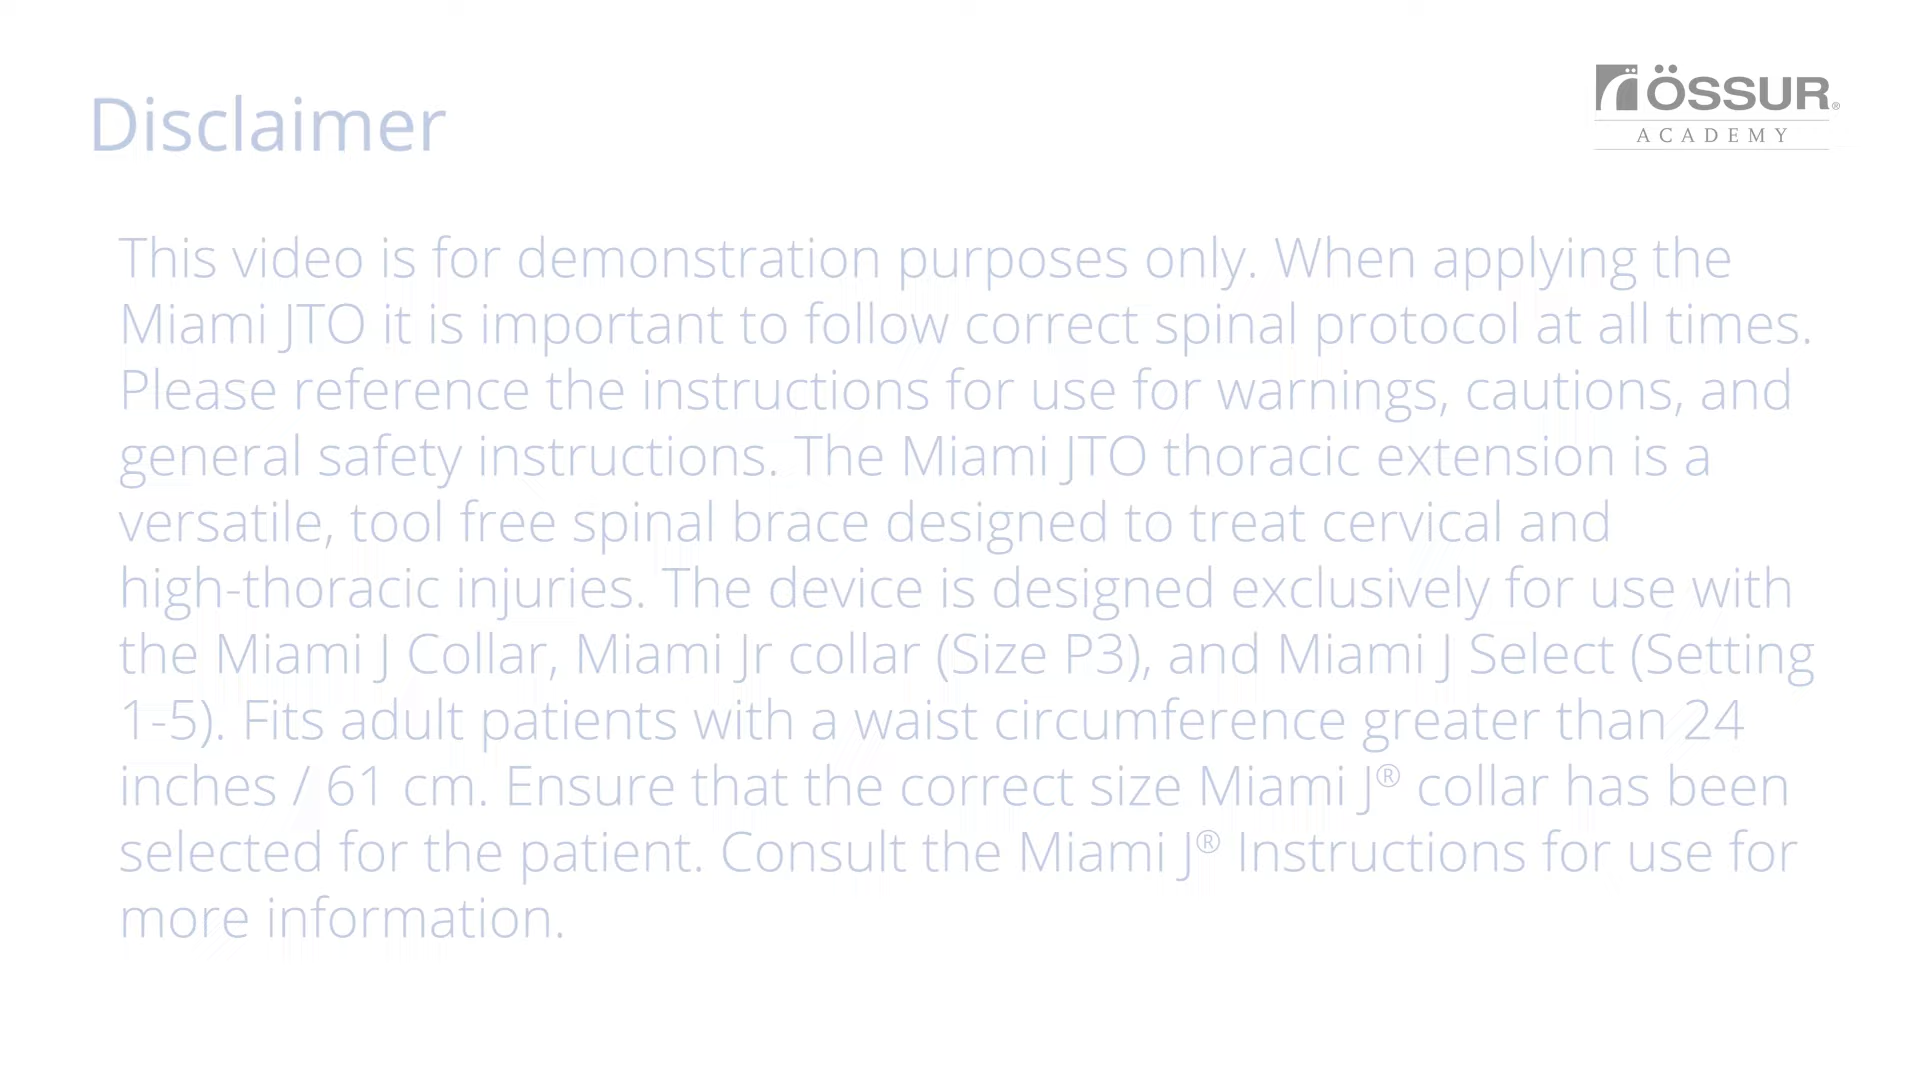 ÖSSUR®
ACADEMY
Disclaimer
This video is for demonstration purposes only. When applying the
Miami JTO it is important to follow correct spinal protocol at all times.
Please reference the instructions for use for warnings, cautions, and
general safety instructions. The Miami JTO thoracic extension is a
versatile, tool free spinal brace designed to treat cervical and
high-thoracic injuries. The device is designed exclusively for use with
the Miami J Collar, Miami Jr collar (Size P3), and Miami J Select (Setting
1-5). Fits adult patients with a waist circumference greater than 24
inches / 61 cm. Ensure that the correct size Miami J® collar has been
selected for the patient. Consult the Miami J® Instructions for use for
more information.